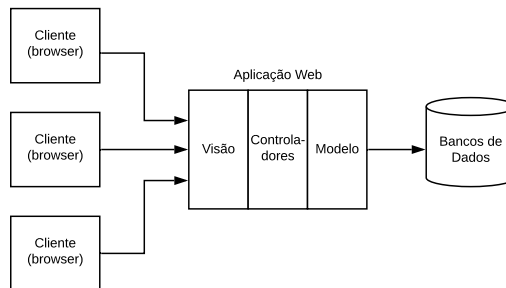 Cliente
(browser)
Aplicação Web
Cliente
(browser)
Visão
Controla-
dores
Modelo
Bancos de
Dados
Cliente
(browser)